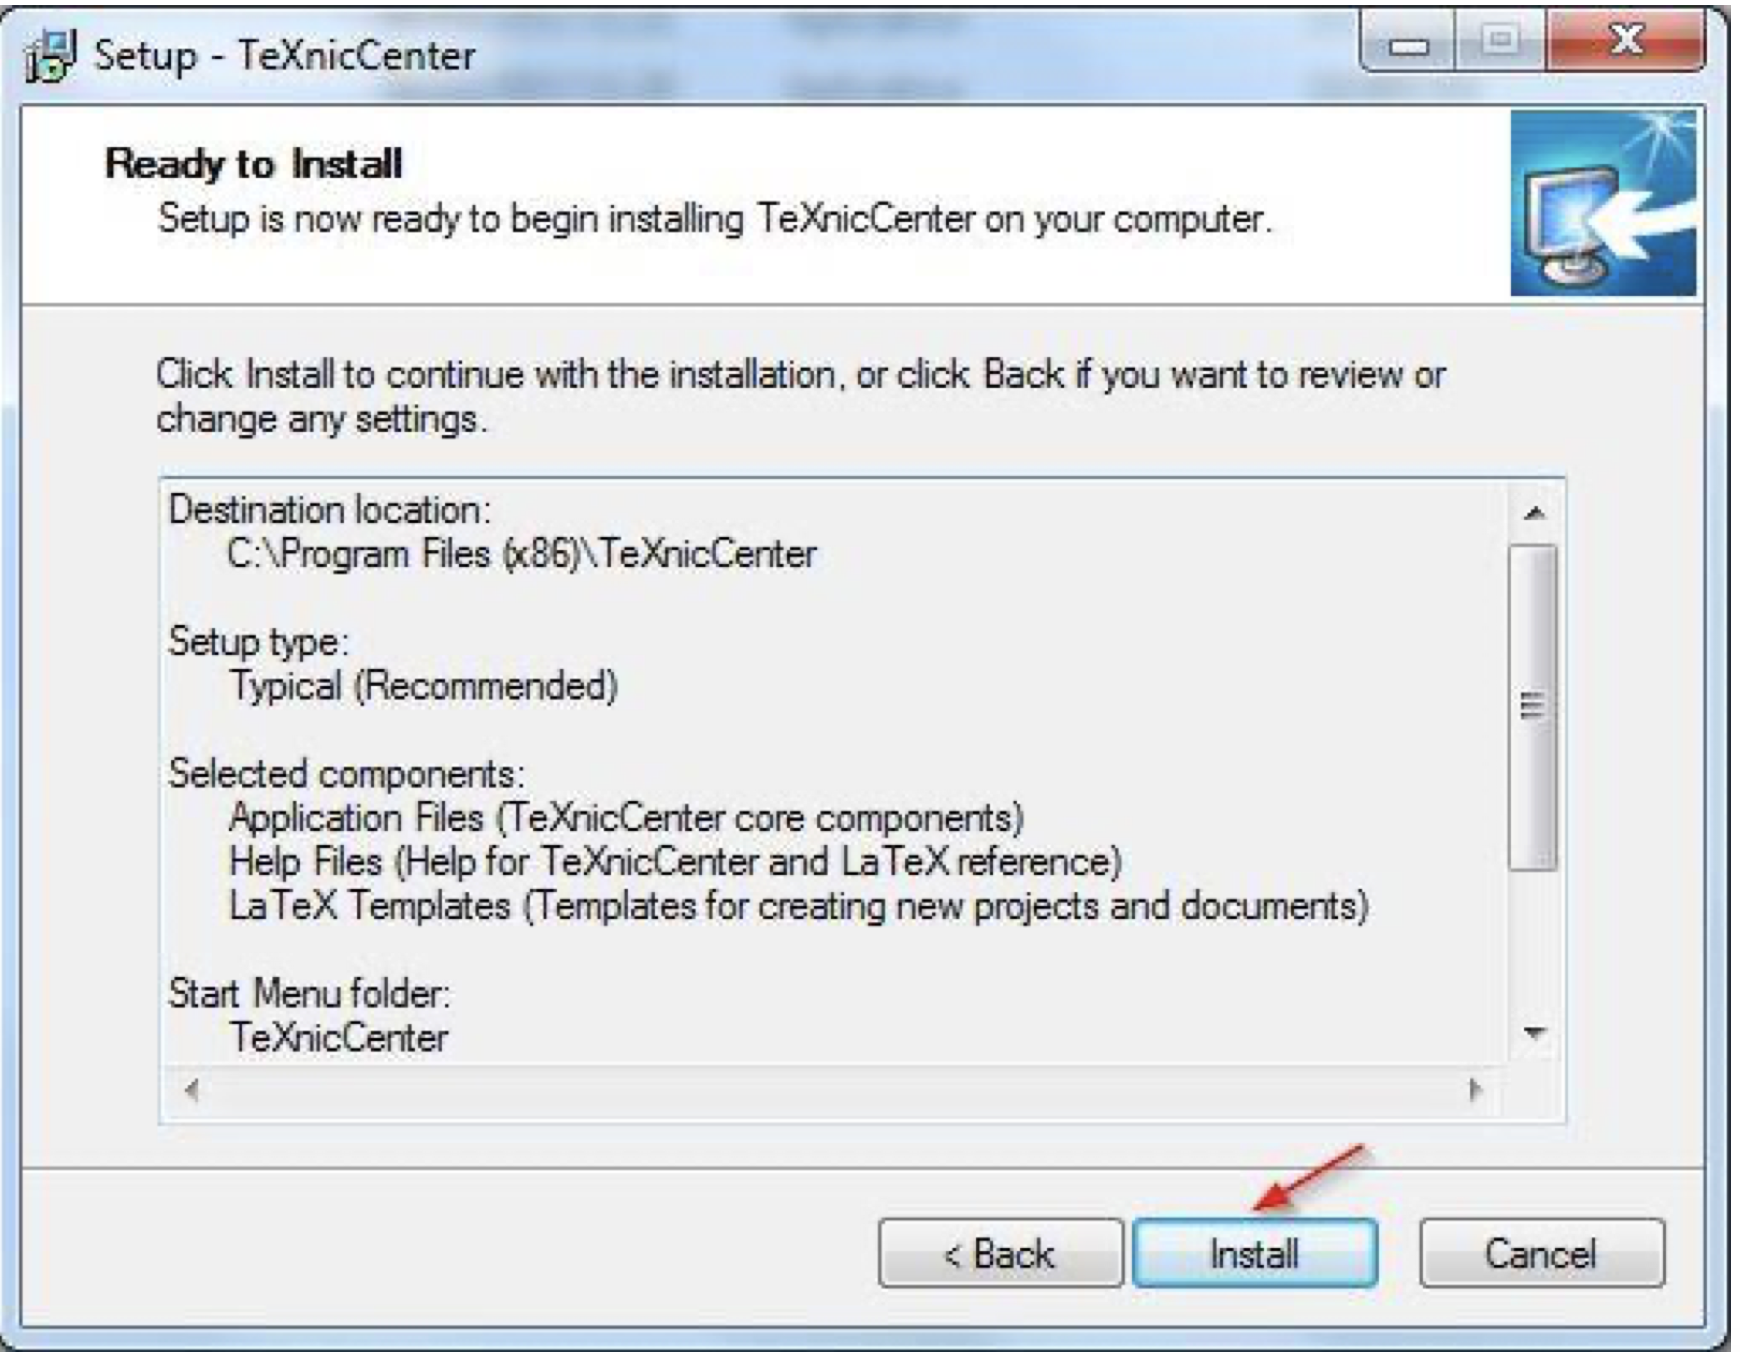 Setup - TeXnicCenter
Ready to Install
Setup is now ready to begin installing TeXnicCenter on your computer.
Click Install to continue with the installation, or click Back if you want to review or
change any settings.
Destination location:
C:\Program Files (x86)\TeXnicCenter
Setup type:
Typical (Recommended)
Selected components:
Application Files (TeXnicCenter core components)
Help Files (Help for TeXnicCenter and LaTeX reference)
LaTeX Templates (Templates for creating new projects and documents)
Start Menu folder:
TeXnicCenter
< Back
Install
Cancel